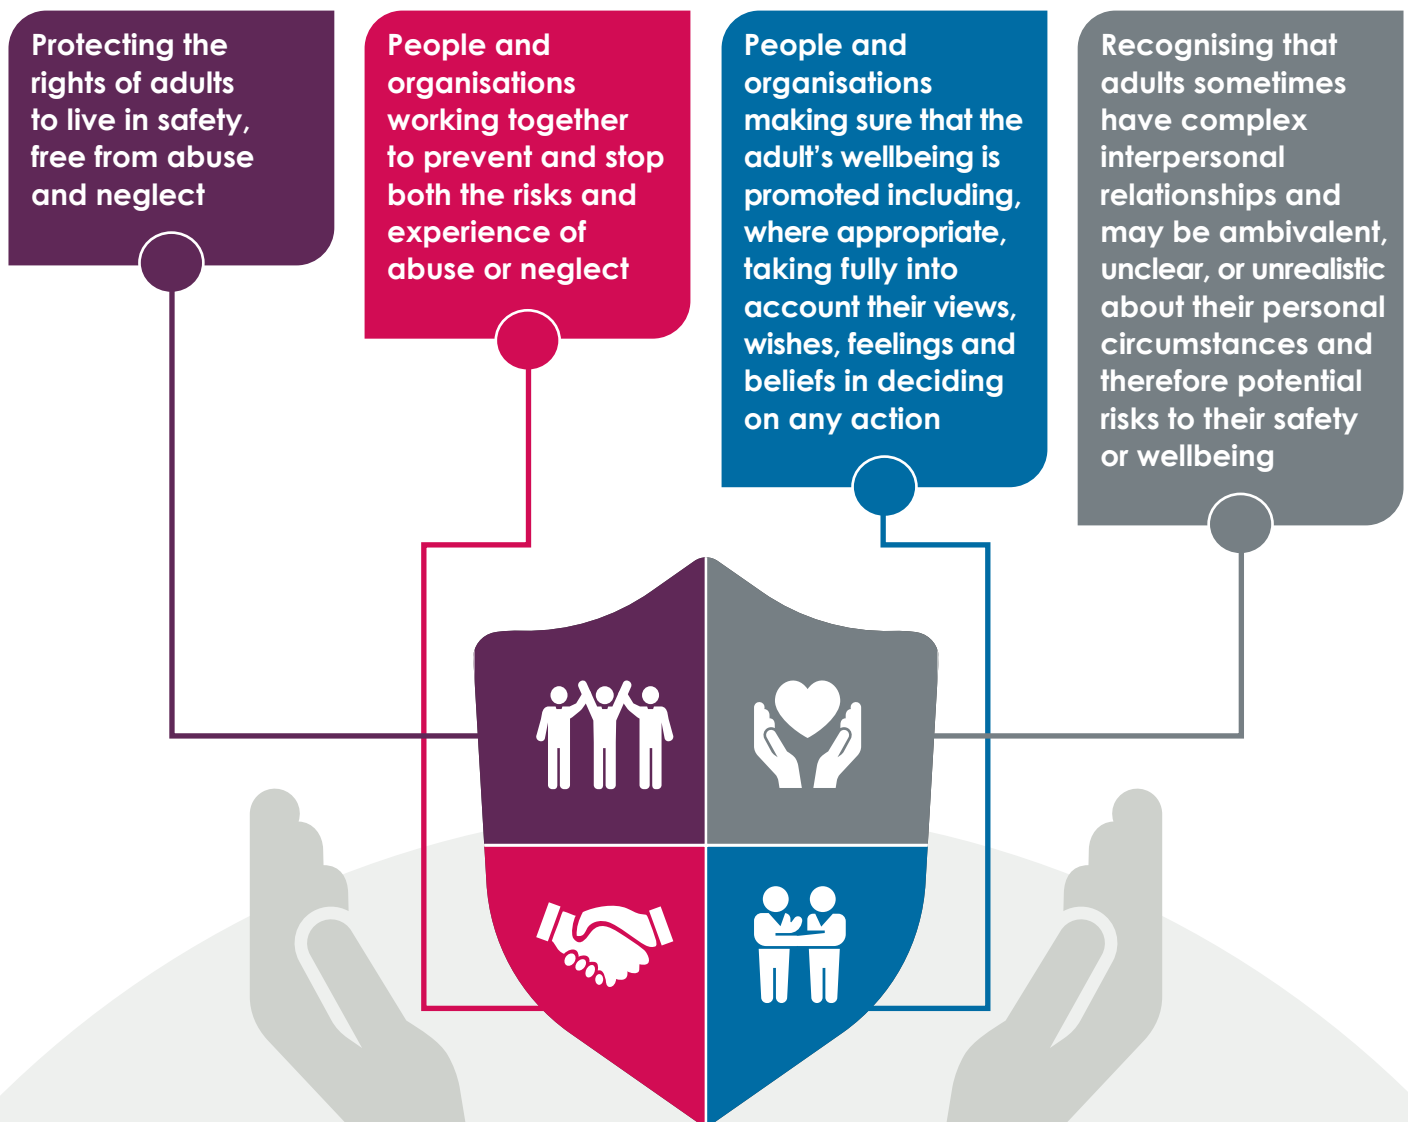 Protecting the
rights of adults
to live in safety,
free from abuse
and neglect
People and
organisations
working together
to prevent and stop
both the risks and
experience of
abuse or neglect
People and
organisations
making sure that the
adult’s wellbeing is
promoted including,
where appropriate,
taking fully into
account their views,
wishes, feelings and
beliefs in deciding
on any action
Recognising that
adults sometimes
have complex
interpersonal
relationships and
may be ambivalent,
unclear, or unrealistic
about their personal
circumstances and
therefore potential
risks to their safety
or wellbeing